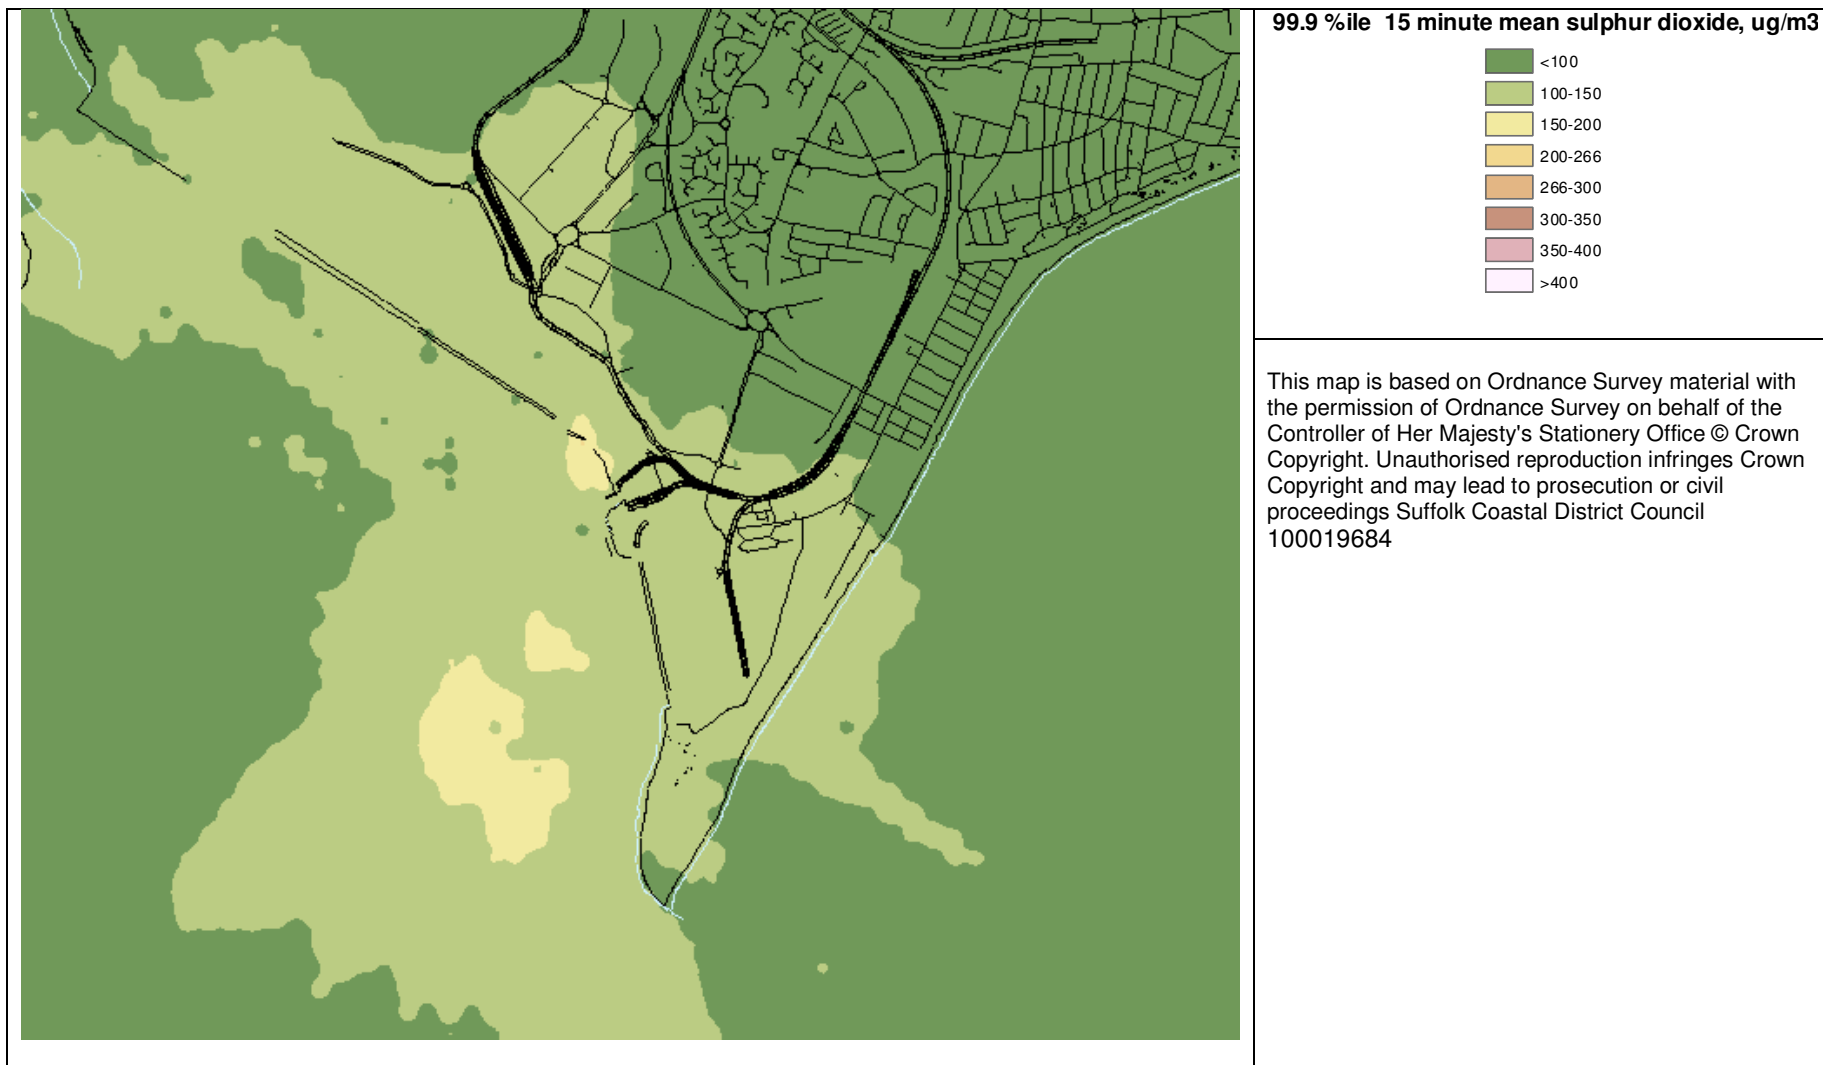 99.9 %ile 15 minute mean sulphur dioxide, ug/m3
<100
100-150
150-200
200-266
266-300
300-350
350-400
>400
This map is based on Ordnance Survey material with
the permission of Ordnance Survey on behalf of the
Controller of Her Majesty's Stationery Office © Crown
Copyright. Unauthorised reproduction infringes Crown
Copyright and may lead to prosecution or civil
proceedings Suffolk Coastal District Council
100019684